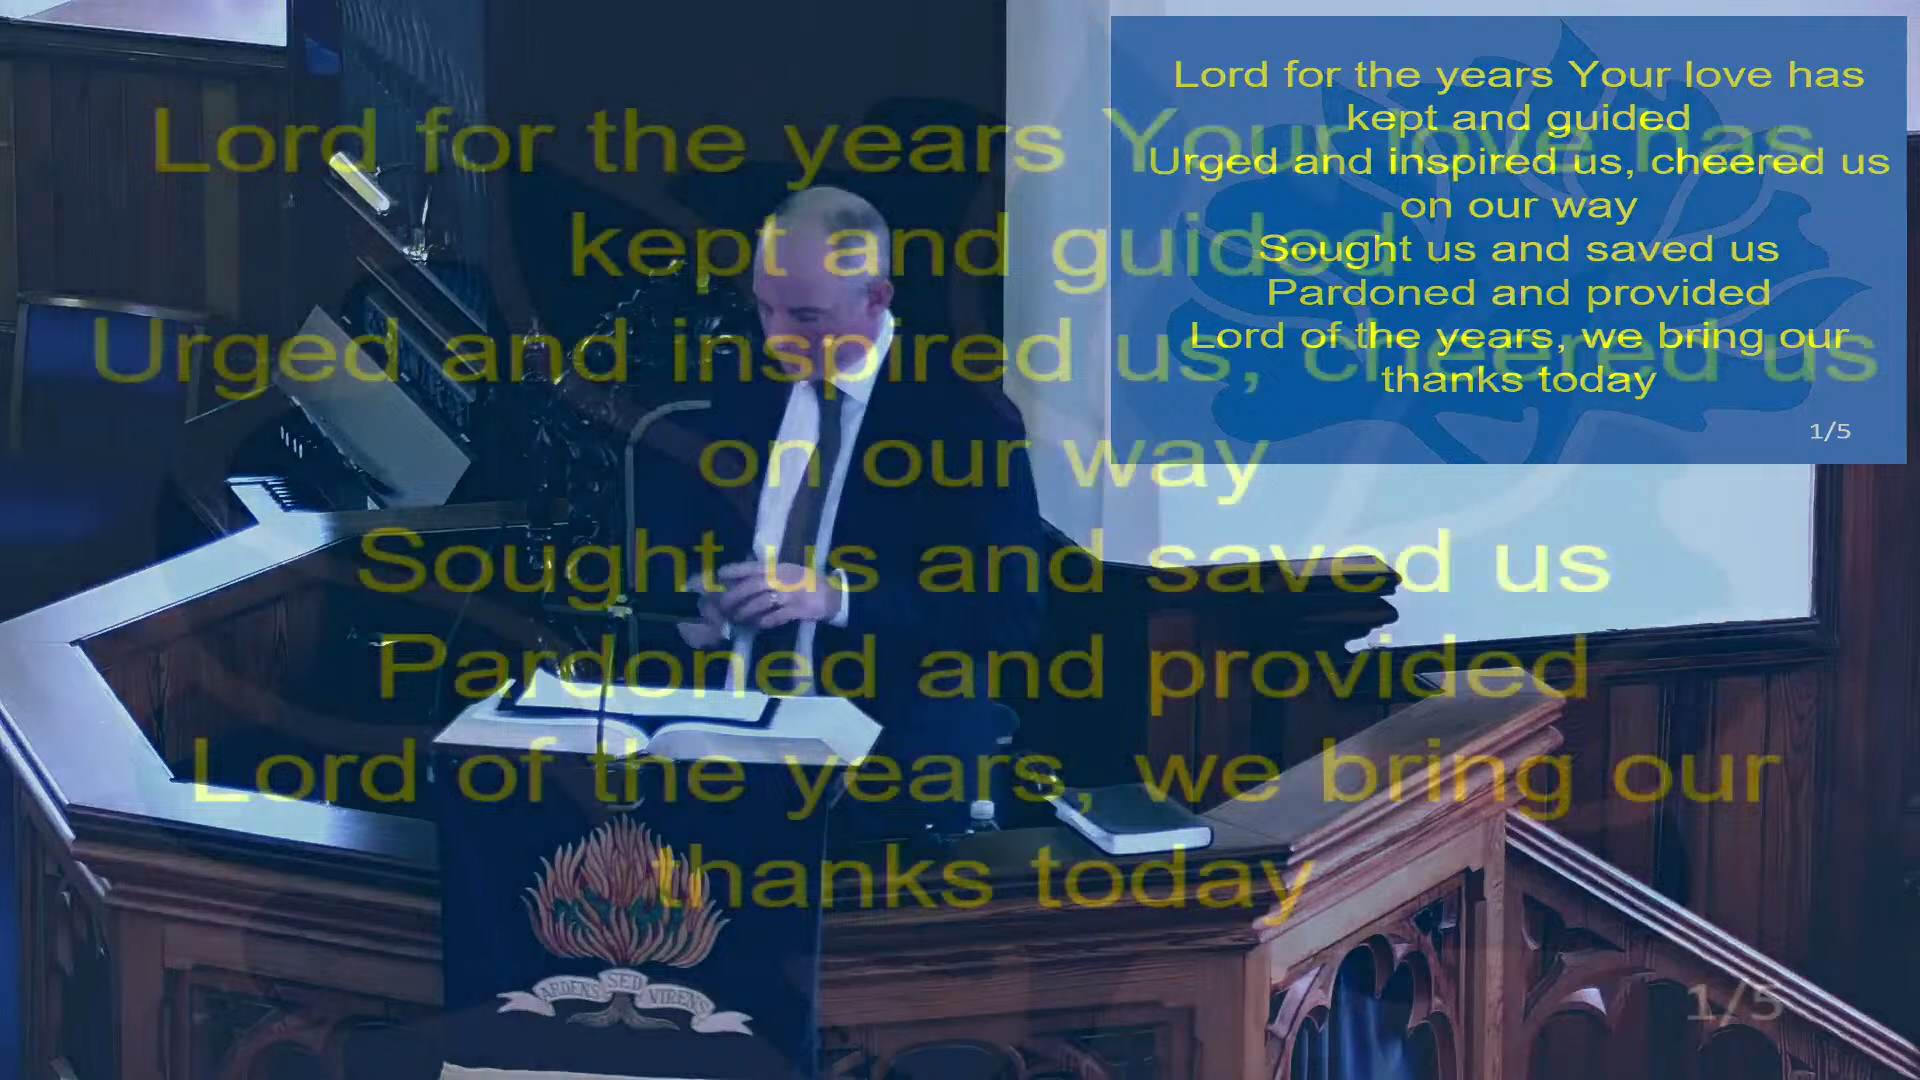 Lord for the years Your love has
kept and guided
Urged and inspired us, cheered us
on our way
Sought us and saved us
Pardoned and provided
Lord of the years, we bring our
thanks today
1/5
Lord for the years Your love has
kept and guided
Urged and inspired us, cheered us
on our way
Sought us and saved us
Pardoned and provided
Lord of the years, we bring our
thanks today
1/5
ARDENS SED VIRENS